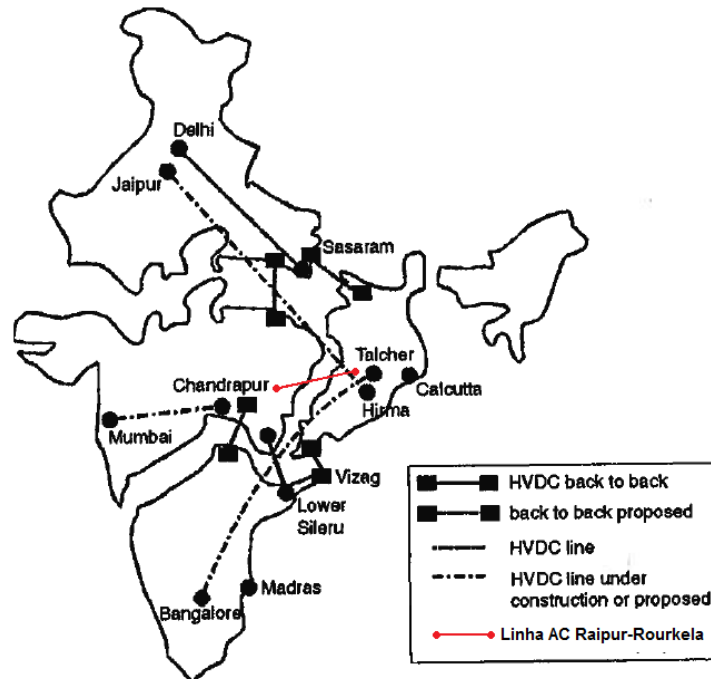 Delhi
Jaipur
Sasaram
Talcher
Chandrapur
Calcutta
Hirma
Mumbai
Vizag
Lower
Sileru
Madras
Bangalore
HVDC back to back
back to back proposed
HVDC line
HVDC line under
construction or proposed
Linha AC Raipur-Rourkela